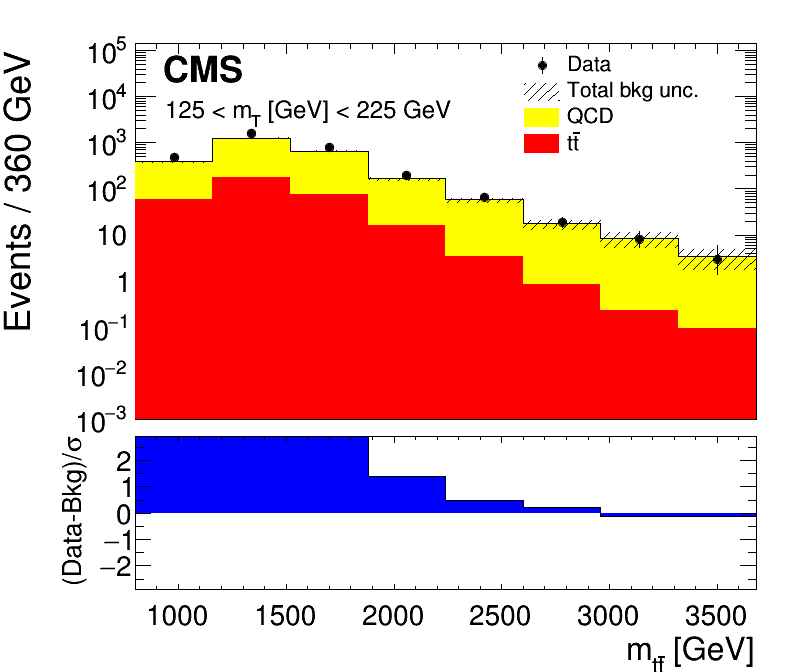 CMS
125 < m_T [GeV] < 225 GeV
Data
Total bkg unc.
QCD
tt̄
Events / 360 GeV
10^5
10^4
10^3
10^2
10
1
10^−1
10^−2
10^−3
(Data-Bkg)/σ
2
1
0
−1
−2
1000 1500 2000 2500 3000 3500
m_tt̄ [GeV]